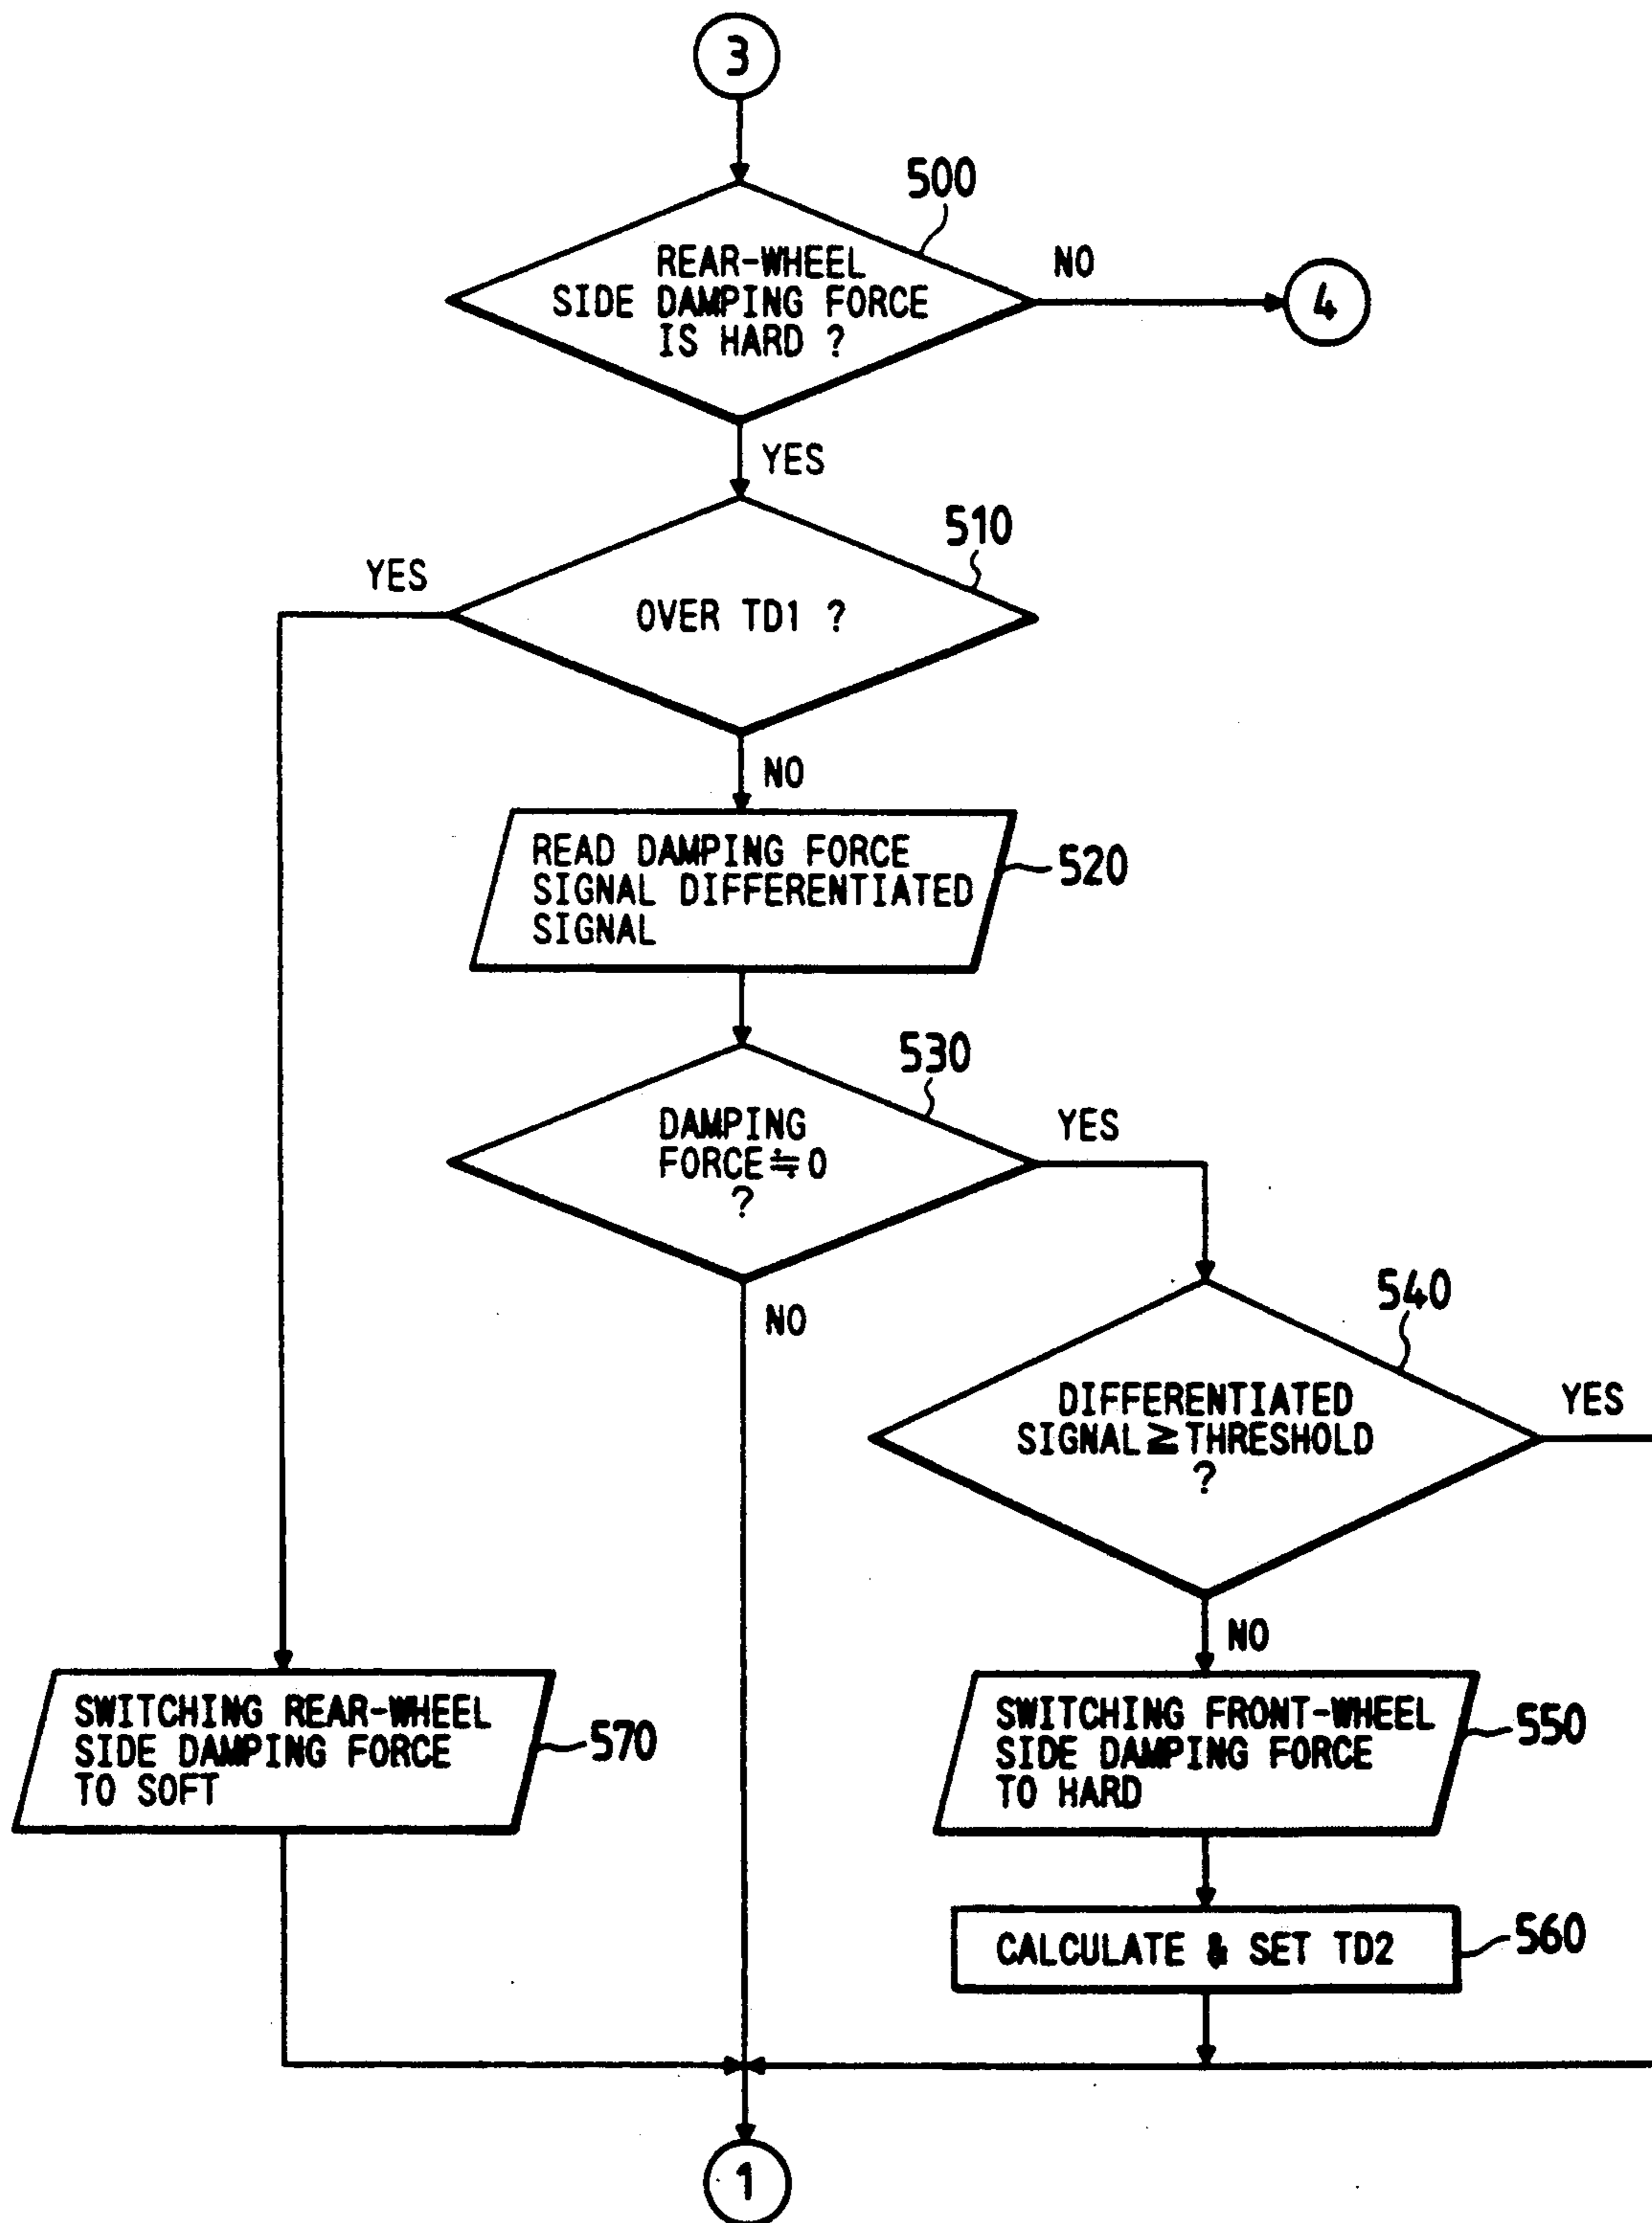 3
500
REAR-WHEEL
SIDE DAMPING FORCE
IS HARD ?
NO
4
YES
510
YES
OVER TD1 ?
NO
READ DAMPING FORCE
SIGNAL DIFFERENTIATED
SIGNAL
520
530
DAMPING
FORCE≒0
?
YES
NO
540
DIFFERENTIATED
SIGNAL≧THRESHOLD
?
YES
NO
SWITCHING REAR-WHEEL
SIDE DAMPING FORCE
TO SOFT
570
SWITCHING FRONT-WHEEL
SIDE DAMPING FORCE
TO HARD
550
CALCULATE & SET TD2
560
1